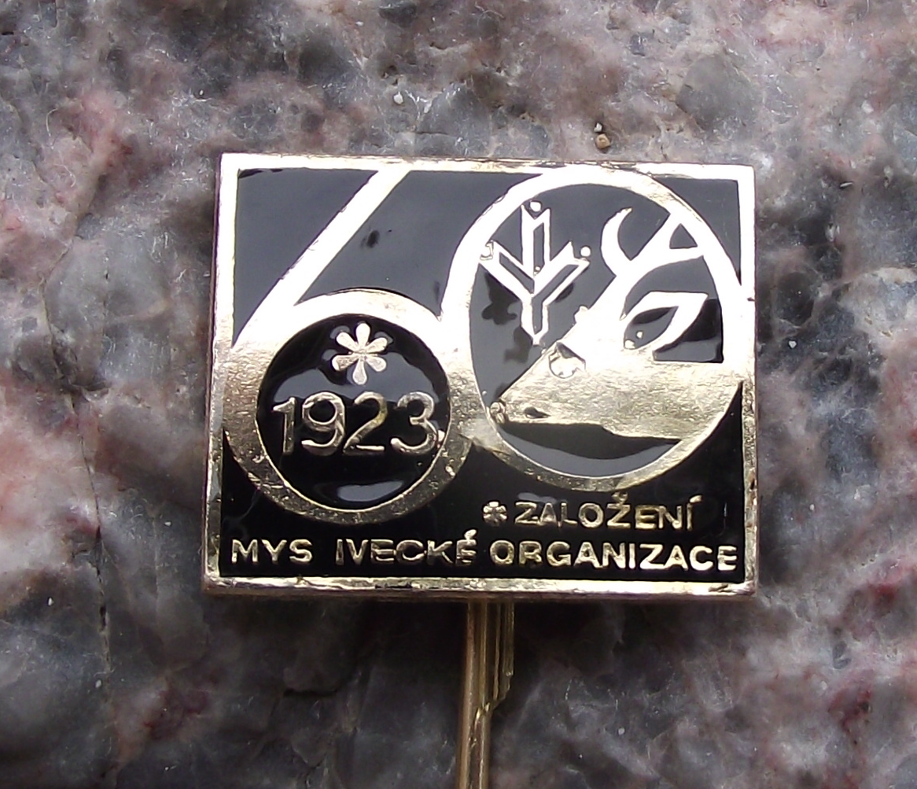 60
* 1923
* ZALOŽENÍ
MYS IVECKÉ ORGANIZACE